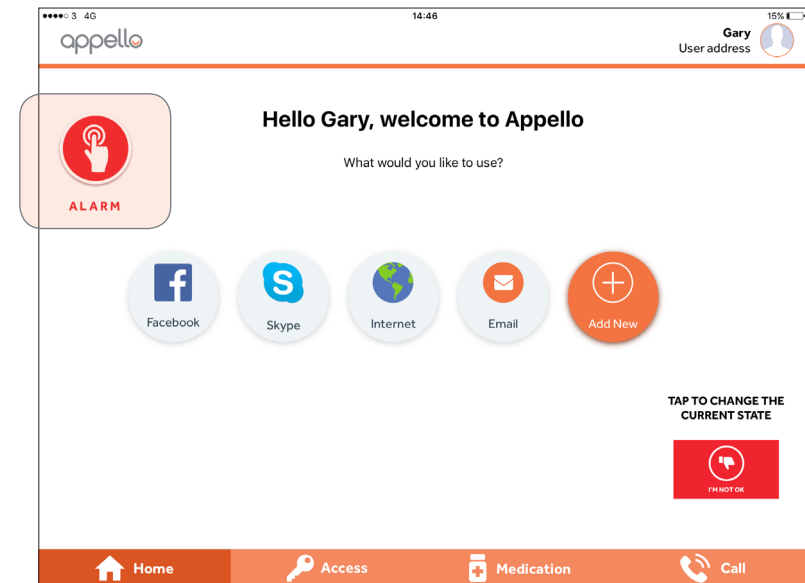 3 4G
14:46
15%
appello
Gary
User address
Hello Gary, welcome to Appello
What would you like to use?
ALARM
Facebook
Skype
Internet
Email
Add New
TAP TO CHANGE THE
CURRENT STATE
I'M NOT OK
Home
Access
Medication
Call